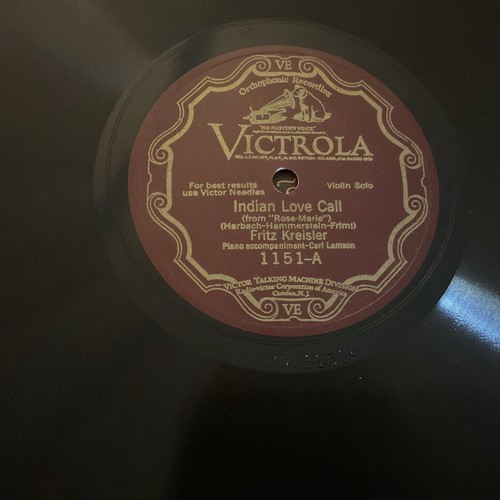 VE
Orthophonic Recording
"HIS MASTER'S VOICE"
VICTROLA
For best results
use Victor Needles
Violin Solo
Indian Love Call
(from "Rose-Marie")
(Harbach-Hammerstein-Friml)
Fritz Kreisler
Piano accompaniment-Carl Lamson
1151-A
VICTOR TALKING MACHINE DIVISION
Radio-Victor Corporation of America
Camden, N.J.
VE